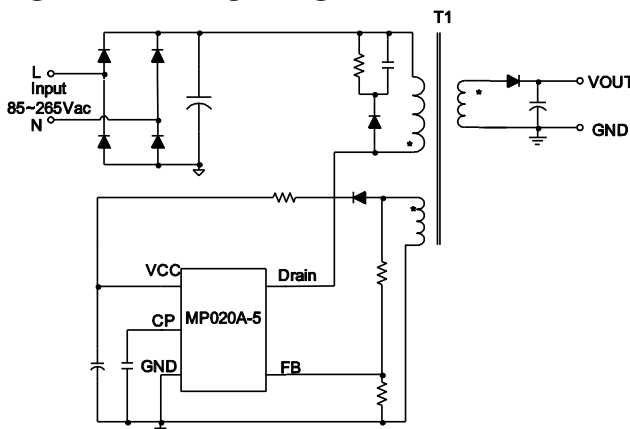 T1
L
Input
85~265Vac
N
VOUT
GND
VCC
Drain
CP
MP020A-5
GND
FB